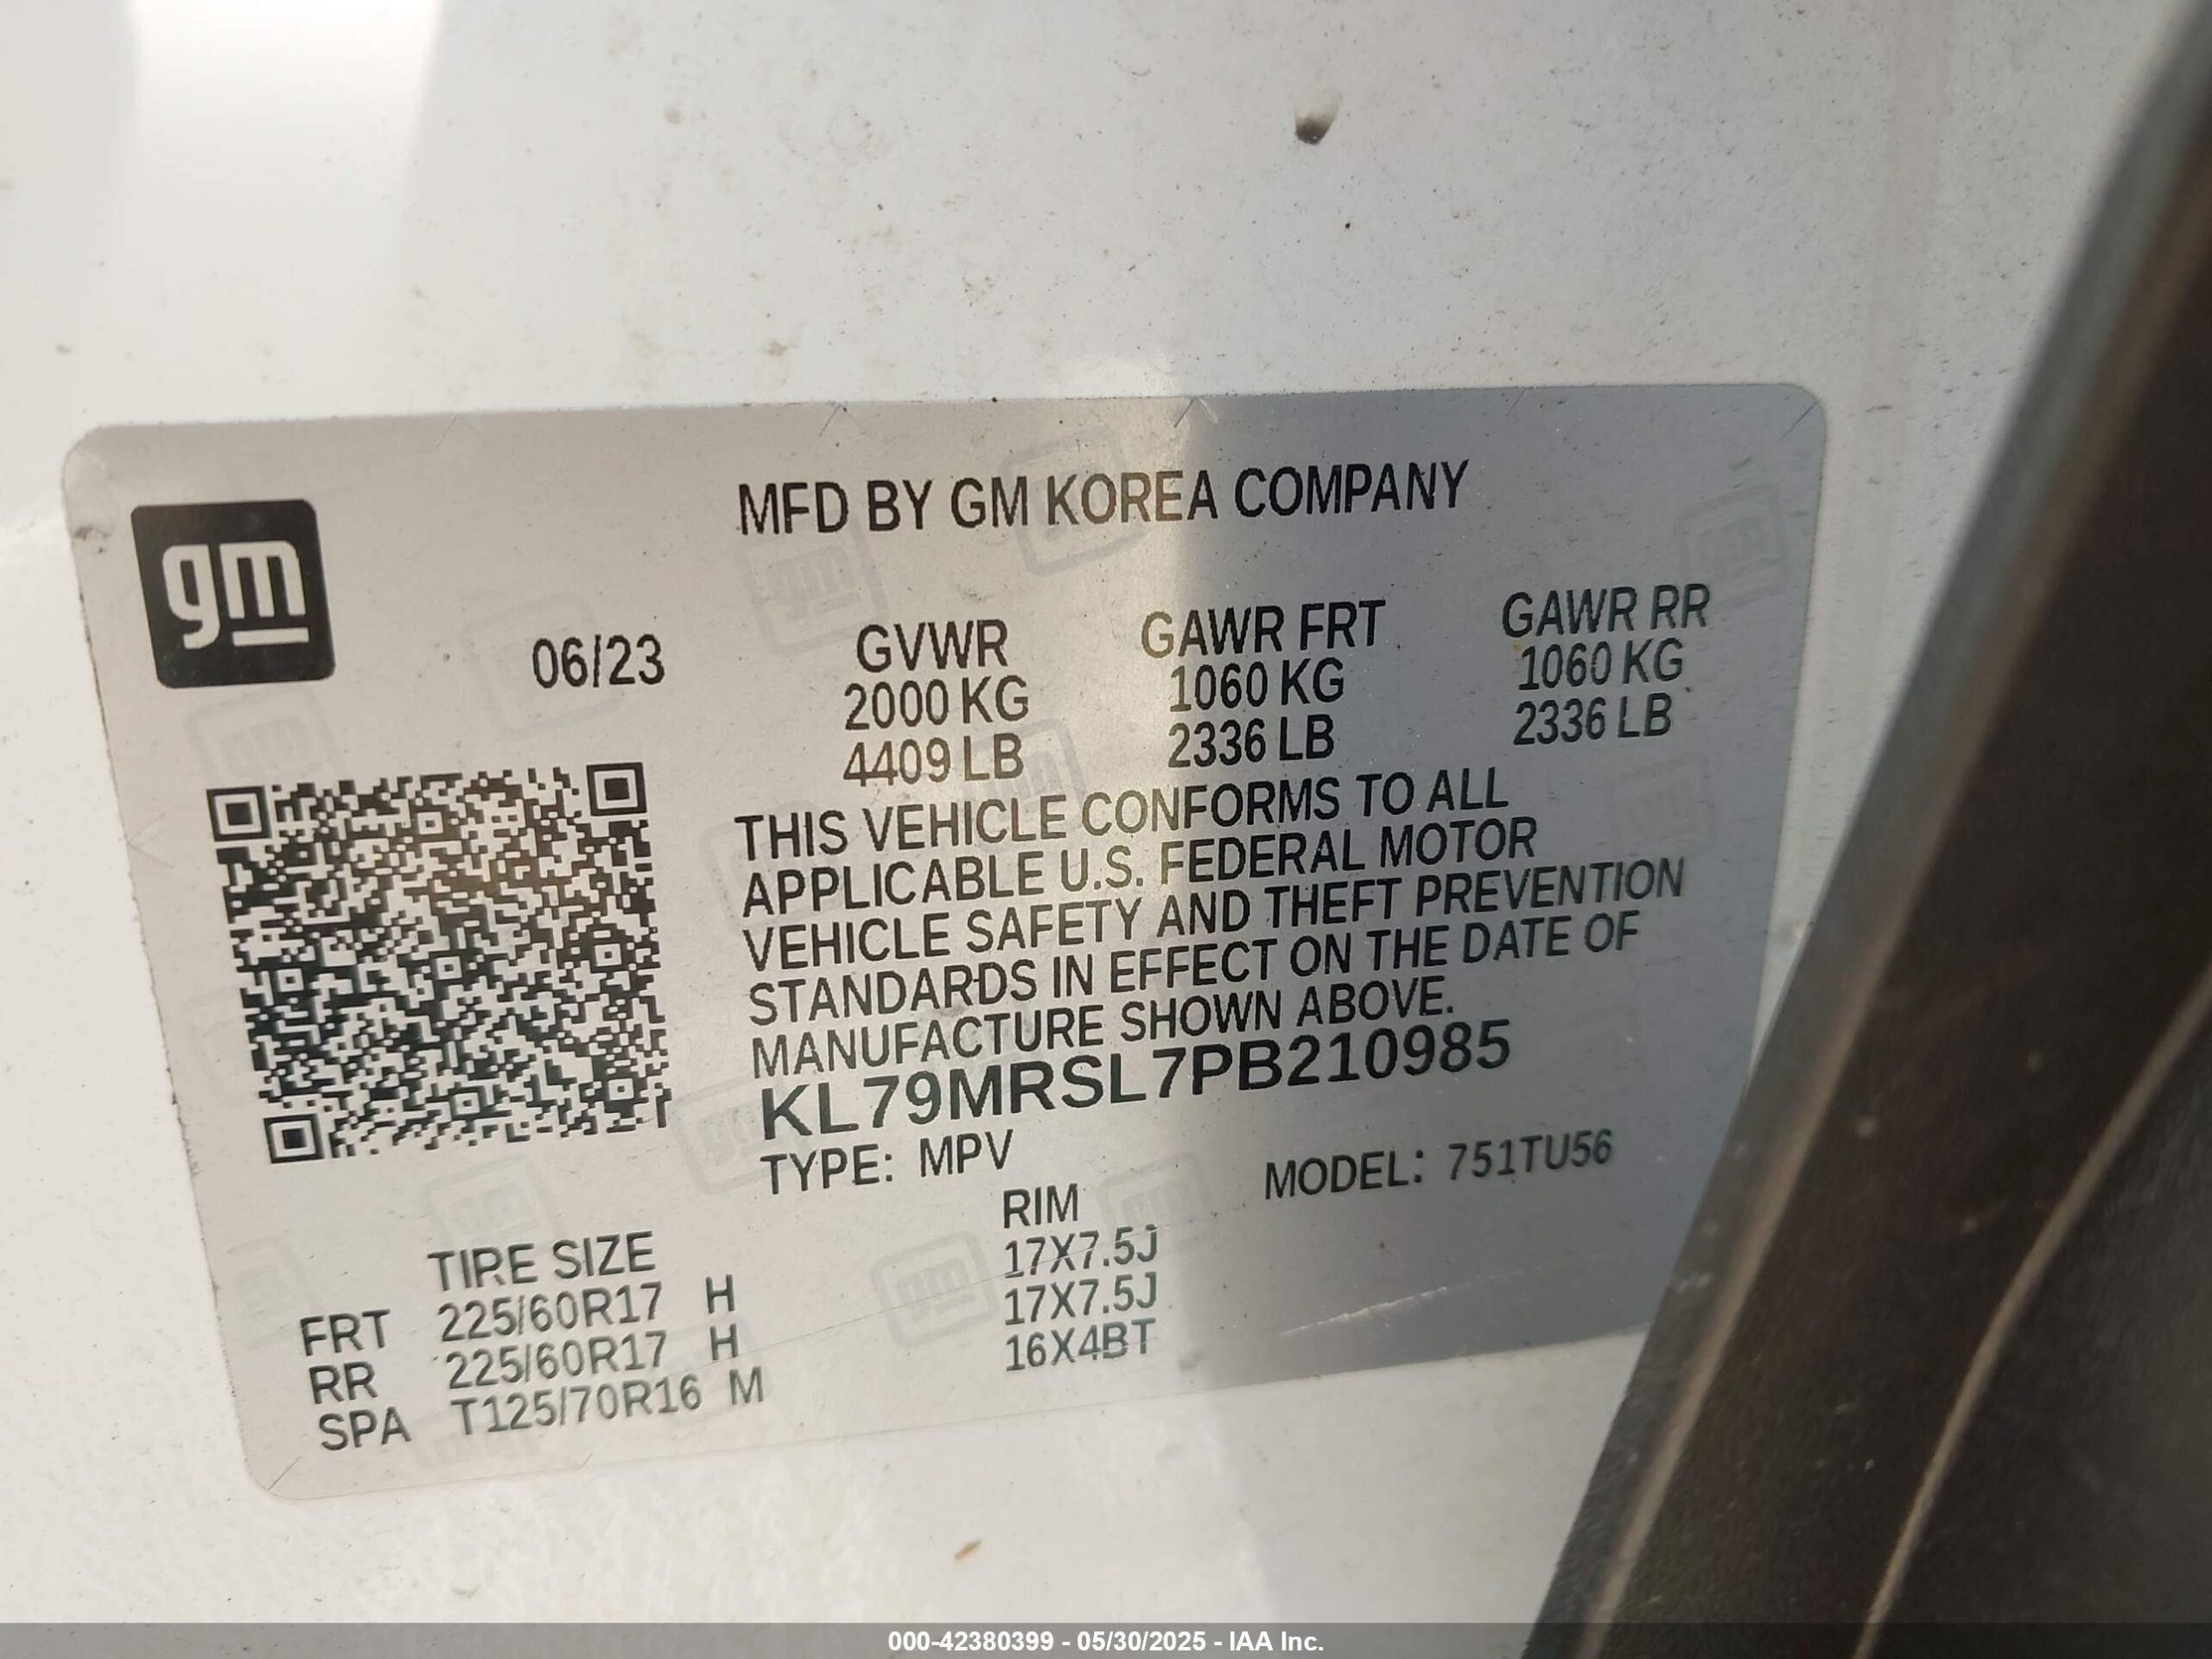 MFD BY GM KOREA COMPANY
gm
06/23
GVWR GAWR FRT GAWR RR
2000 KG 1060 KG 1060 KG
4409 LB 2336 LB 2336 LB
THIS VEHICLE CONFORMS TO ALL
APPLICABLE U.S. FEDERAL MOTOR
VEHICLE SAFETY AND THEFT PREVENTION
STANDARDS IN EFFECT ON THE DATE OF
MANUFACTURE SHOWN ABOVE.
KL79MRSL7PB210985
TYPE: MPV MODEL: 751TU56
TIRE SIZE RIM
FRT 225/60R17 H 17X7.5J
RR 225/60R17 H 17X7.5J
SPA T125/70R16 M 16X4BT
000-42380399 - 05/30/2025 - IAA Inc.